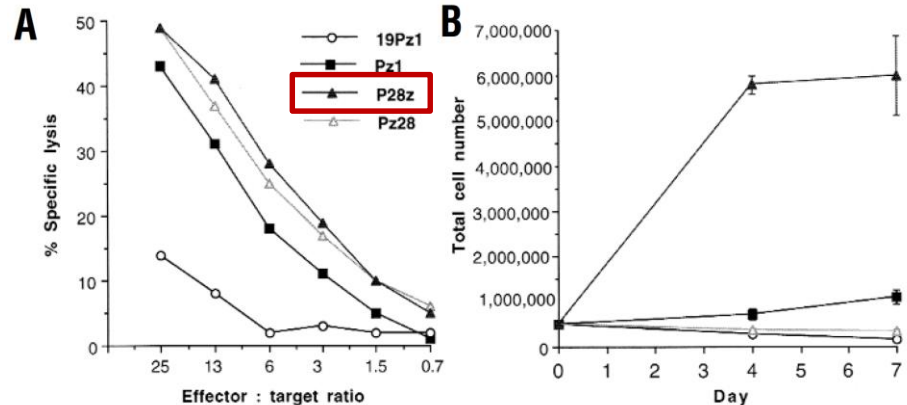 A
% Specific lysis
50
40
30
20
10
0
25 13 6 3 1.5 0.7
Effector : target ratio
19Pz1
Pz1
P28z
Pz28
B
Total cell number
7,000,000
6,000,000
5,000,000
4,000,000
3,000,000
2,000,000
1,000,000
0
0 1 2 3 4 5 6 7
Day